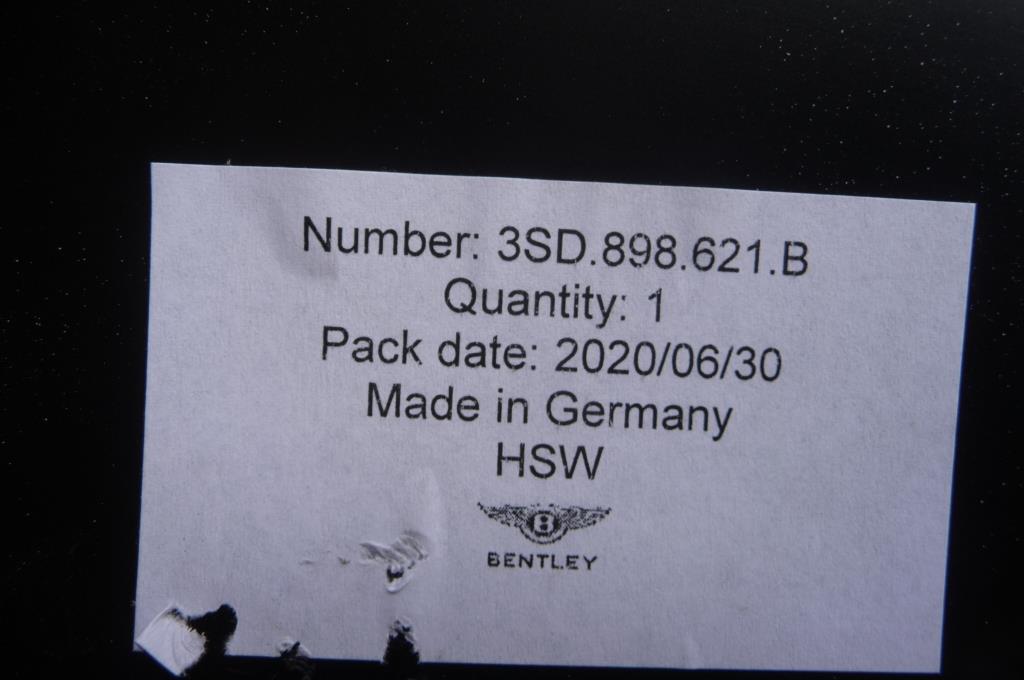 Number: 3SD.898.621.B
Quantity: 1
Pack date: 2020/06/30
Made in Germany
HSW
B
BENTLEY